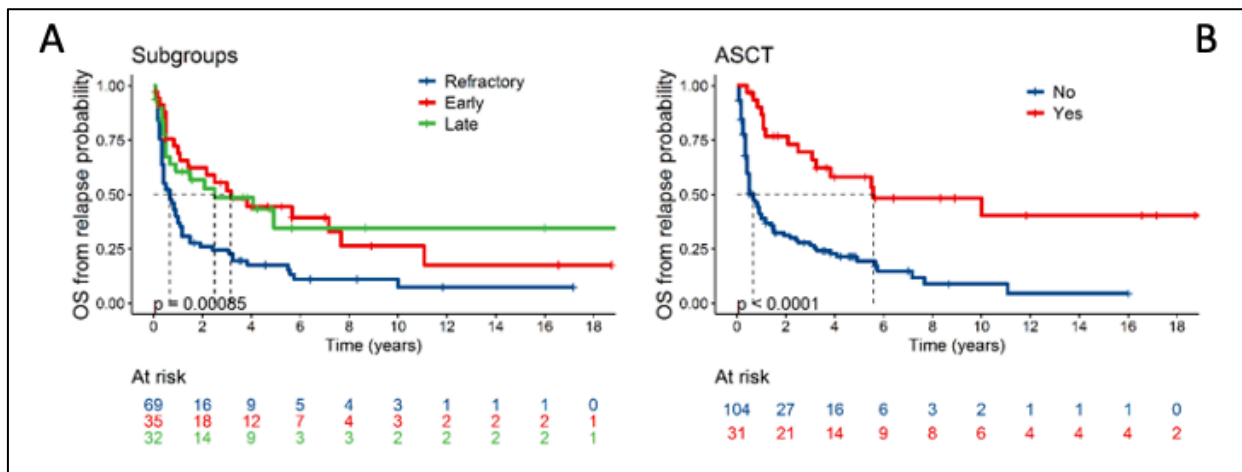 A
B
Subgroups
Refractory
Early
Late
OS from relapse probability
1.00
0.75
0.50
0.25
0.00
p = 0.00085
0 2 4 6 8 10 12 14 16 18
Time (years)
At risk
69 16 9 5 4 3 1 1 1 0
35 18 12 7 4 3 2 2 2 1
32 14 9 3 3 2 2 2 2 1
ASCT
No
Yes
OS from relapse probability
1.00
0.75
0.50
0.25
0.00
p < 0.0001
0 2 4 6 8 10 12 14 16 18
Time (years)
At risk
104 27 16 6 3 2 1 1 1 0
31 21 14 9 8 6 4 4 4 2